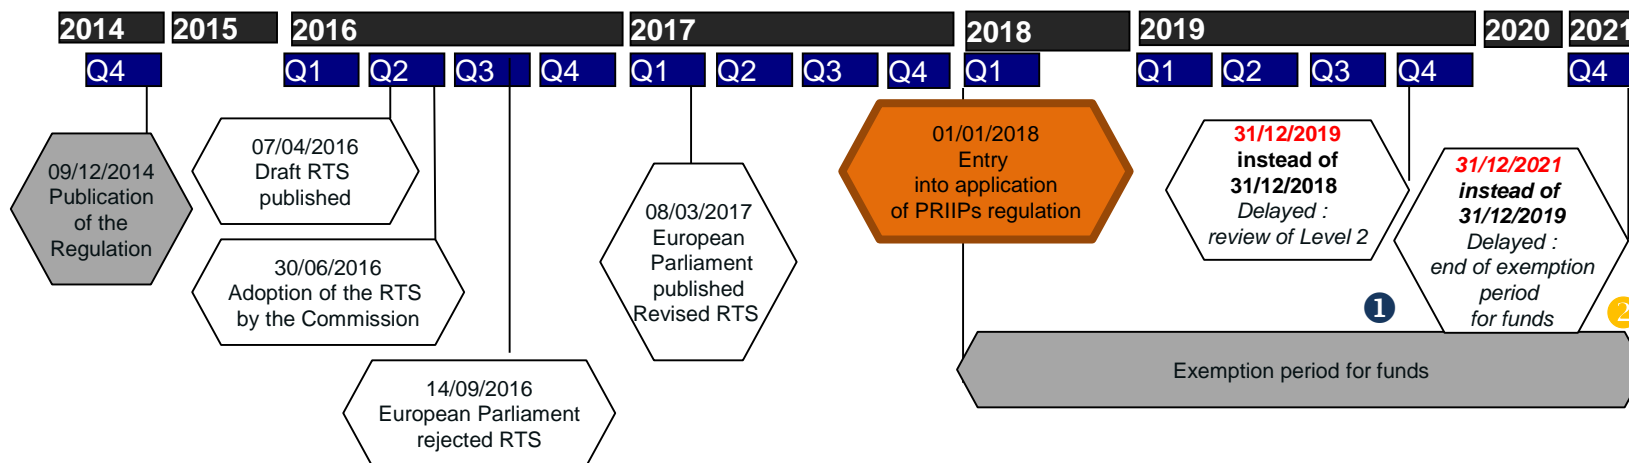 2014 2015 2016 2017 2018 2019 2020 2021
Q4 Q1 Q2 Q3 Q4 Q1 Q2 Q3 Q4 Q1 Q1 Q2 Q3 Q4 Q4
09/12/2014
Publication
of the
Regulation
07/04/2016
Draft RTS
published
30/06/2016
Adoption of the RTS
by the Commission
14/09/2016
European Parliament
rejected RTS
08/03/2017
European
Parliament
published
Revised RTS
01/01/2018
Entry
into application
of PRIIPs regulation
31/12/2019
instead of
31/12/2018
Delayed :
review of Level 2
31/12/2021
instead of
31/12/2019
Delayed :
end of exemption
period
for funds
❶
❷
Exemption period for funds